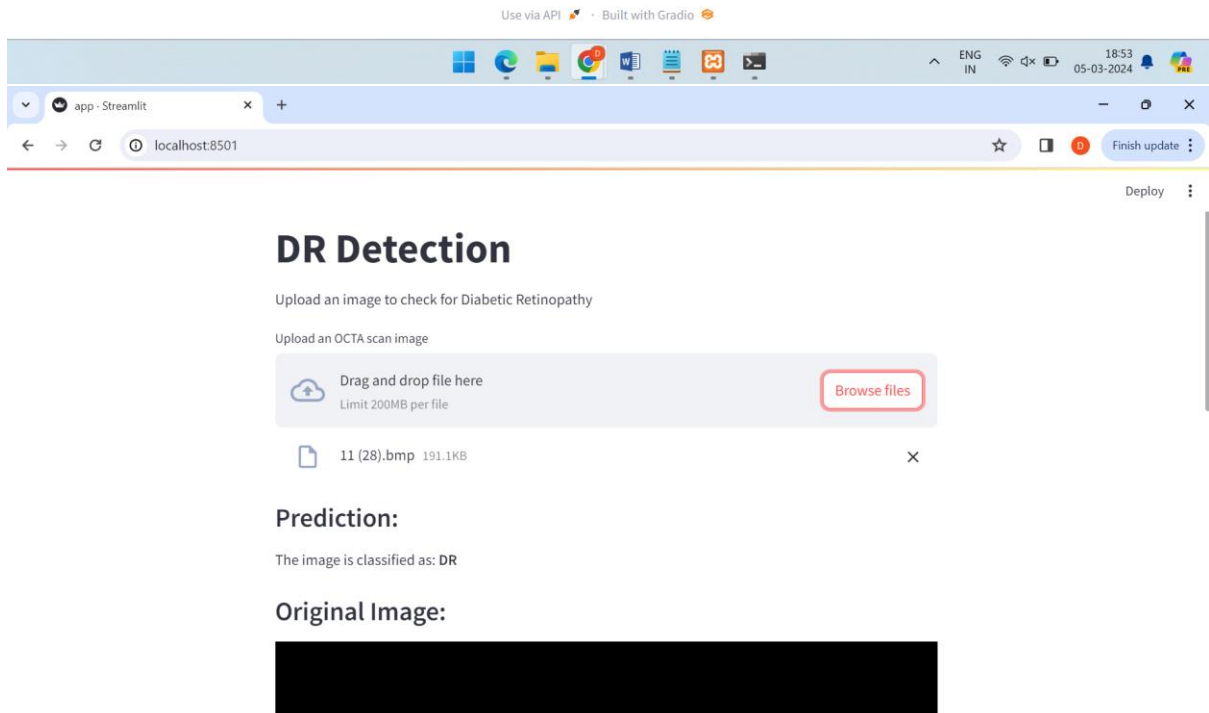 Use via API · Built with Gradio
ENG
IN
18:53
05-03-2024
PRE
app · Streamlit
localhost:8501
D
Finish update
Deploy
DR Detection
Upload an image to check for Diabetic Retinopathy
Upload an OCTA scan image
Drag and drop file here
Limit 200MB per file
Browse files
11 (28).bmp 191.1KB
Prediction:
The image is classified as: DR
Original Image: